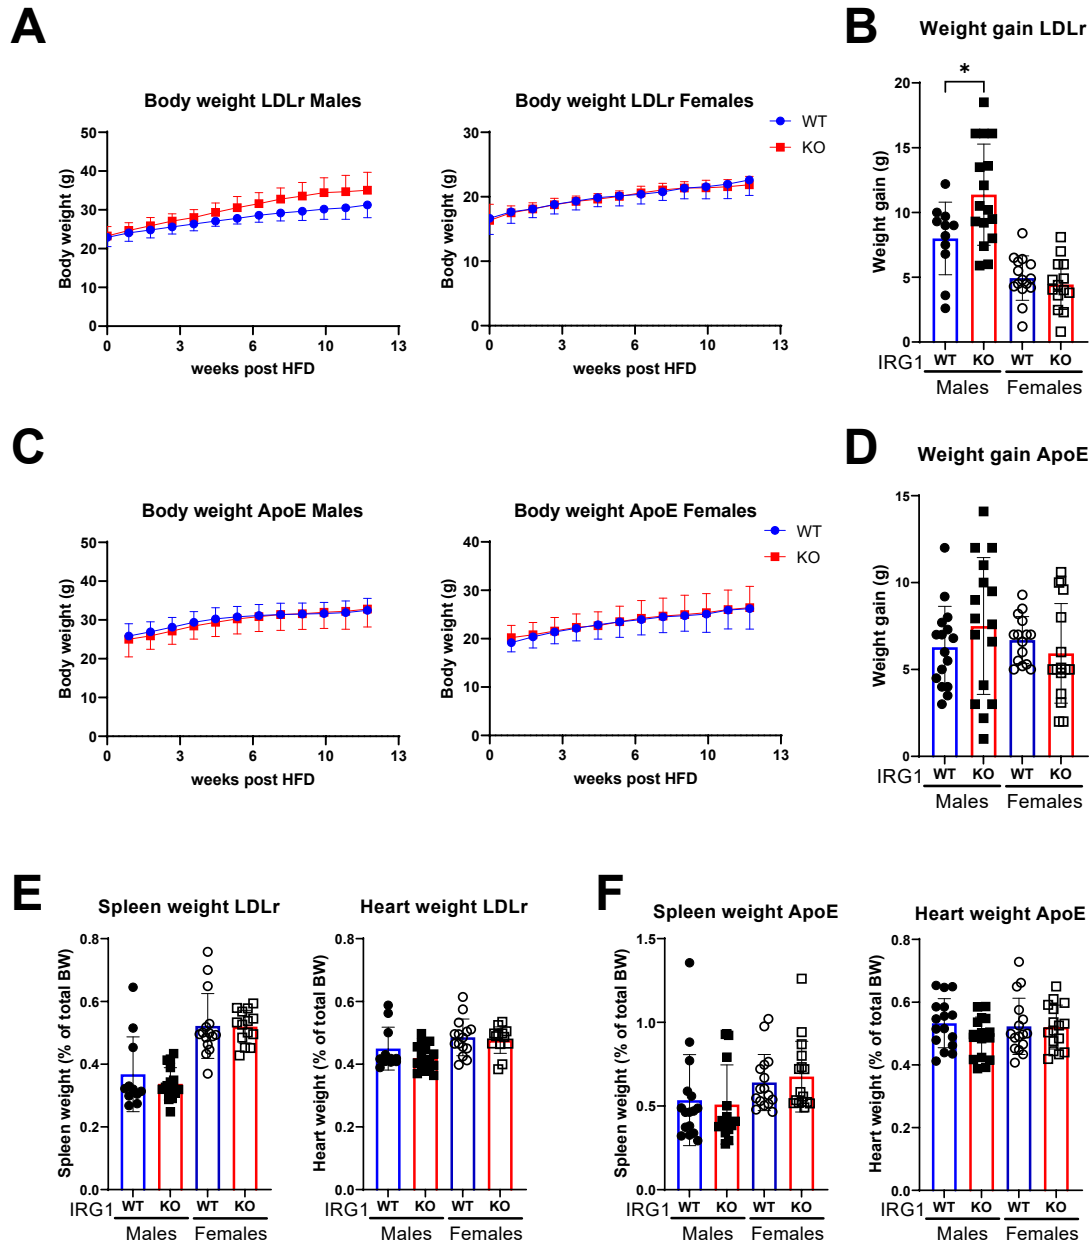 A
Body weight LDLr Males
Body weight (g)
50
40
30
20
10
0
0 3 6 10 13
weeks post HFD
Body weight LDLr Females
Body weight (g)
30
20
10
0
0 3 6 10 13
weeks post HFD
WT
KO
B
Weight gain LDLr
*
Weight gain (g)
20
15
10
5
0
IRG1 WT KO WT KO
Males Females
C
Body weight ApoE Males
Body weight (g)
50
40
30
20
10
0
0 3 6 10 13
weeks post HFD
Body weight ApoE Females
Body weight (g)
40
30
20
10
0
0 3 6 10 13
weeks post HFD
WT
KO
D
Weight gain ApoE
Weight gain (g)
15
10
5
0
IRG1 WT KO WT KO
Males Females
E
Spleen weight LDLr
Spleen weight (% of total BW)
0.8
0.6
0.4
0.2
0.0
IRG1 WT KO WT KO
Males Females
Heart weight LDLr
Heart weight (% of total BW)
0.8
0.6
0.4
0.2
0.0
WT KO WT KO
Males Females
F
Spleen weight ApoE
Spleen weight (% of total BW)
1.5
1.0
0.5
0.0
IRG1 WT KO WT KO
Males Females
Heart weight ApoE
Heart weight (% of total BW)
0.8
0.6
0.4
0.2
0.0
WT KO WT KO
Males Females